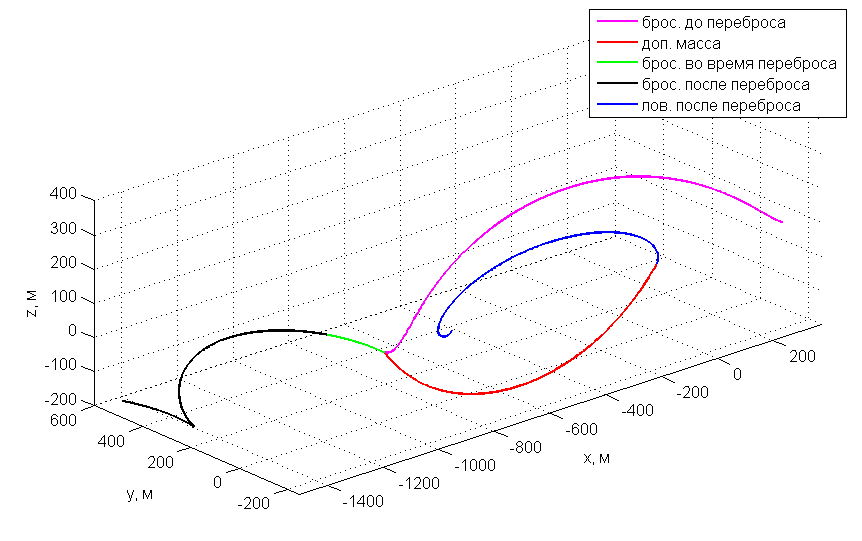 брос. до переброса
доп. масса
брос. во время переброса
брос. после переброса
лов. после переброса
400
300
200
100
0
-100
-200
z, м
600
400
200
0
-200
y, м
-1400
-1200
-1000
-800
-600
-400
-200
0
200
x, м